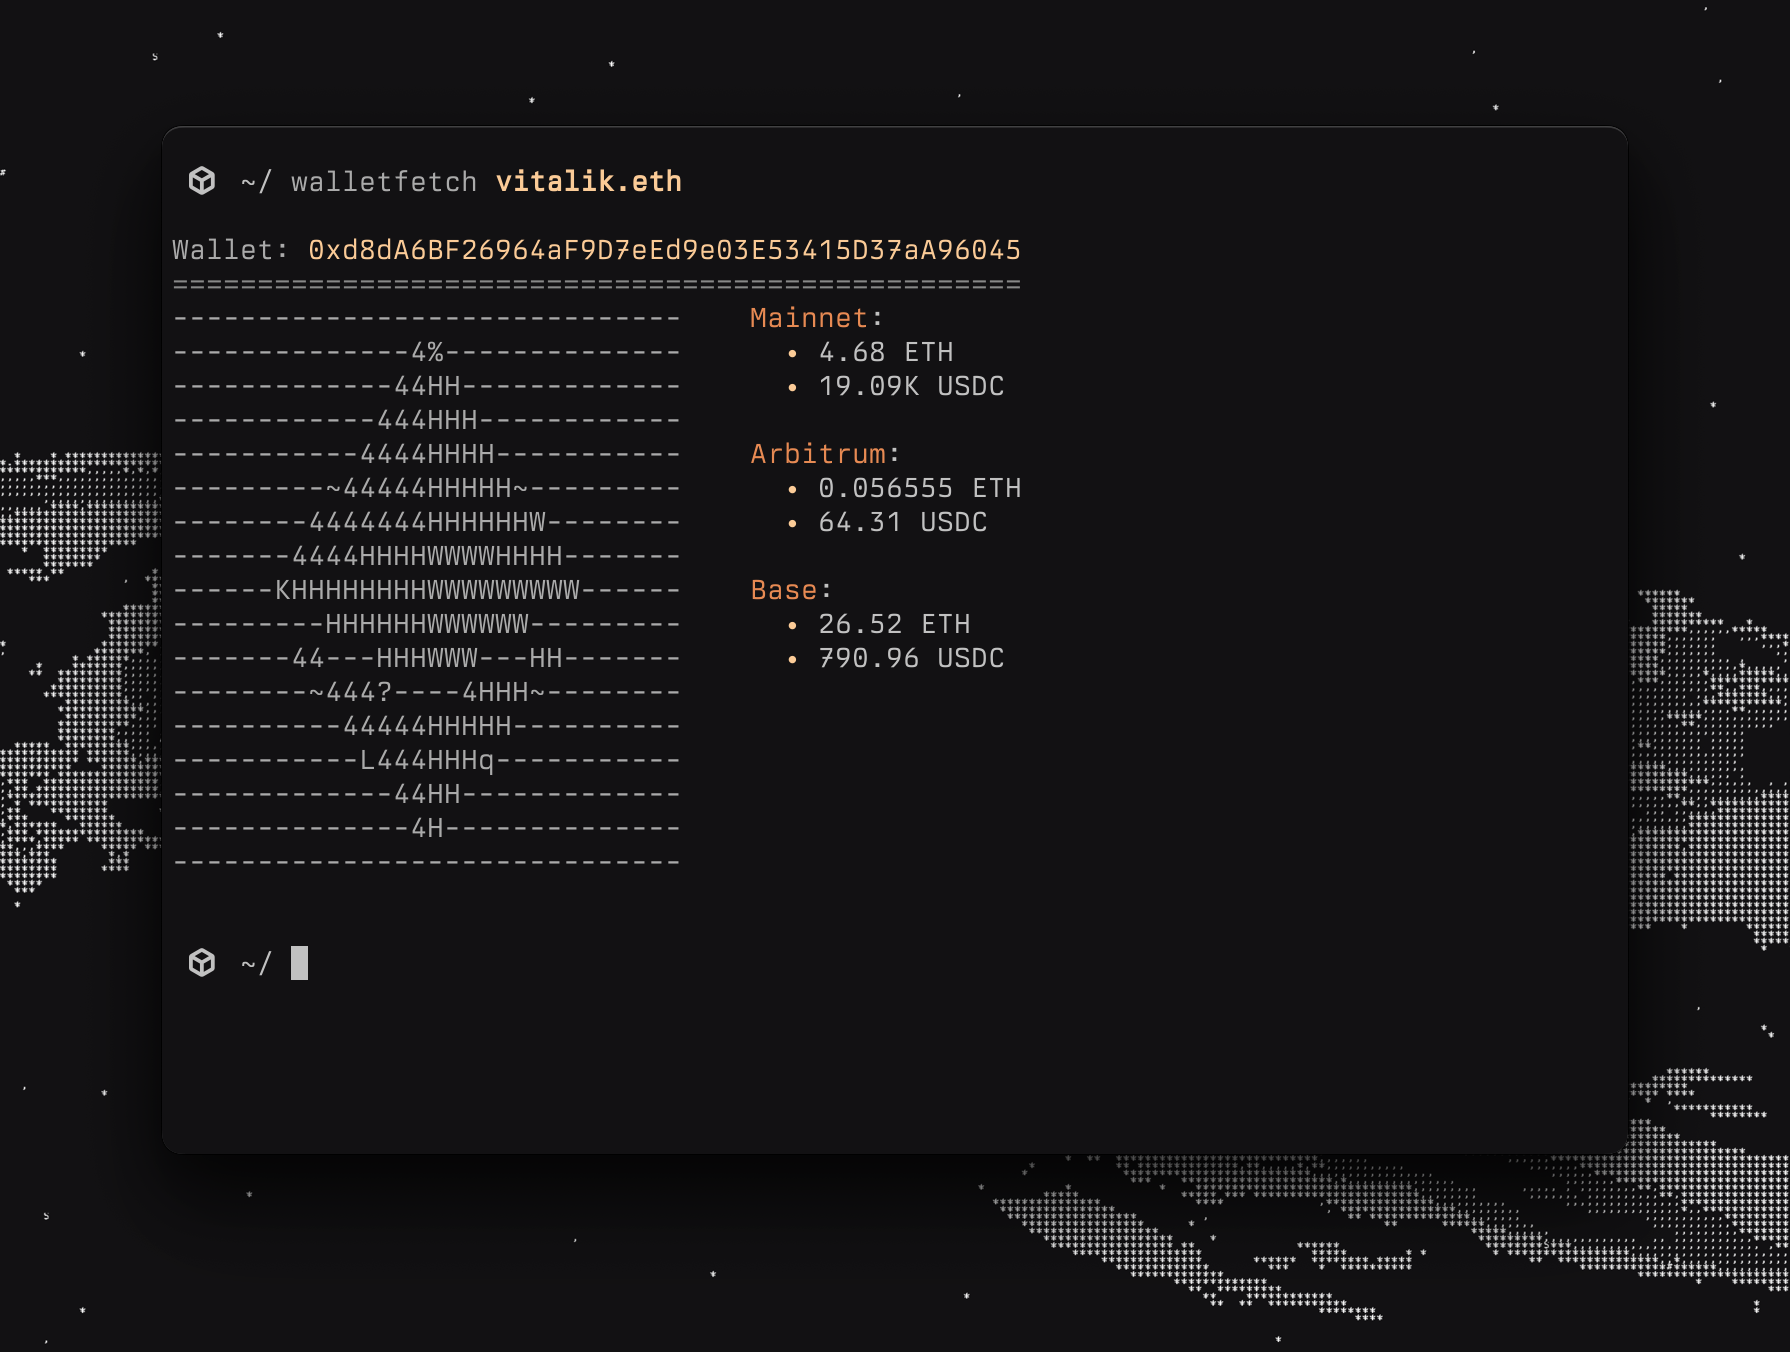 ~/ walletfetch vitalik.eth
Wallet: 0xd8dA6BF26964aF9D7eEd9e03E53415D37aA96045
==================================================
------------------------------ Mainnet:
--------------4%-------------- • 4.68 ETH
-------------44HH------------- • 19.09K USDC
------------444HHH------------
-----------4444HHHH----------- Arbitrum:
---------~44444HHHHH~--------- • 0.056555 ETH
--------4444444HHHHHHW-------- • 64.31 USDC
-------4444HHHHWWWWHHHH-------
------KHHHHHHHHWWWWWWWWW------ Base:
---------HHHHHHWWWWWW--------- • 26.52 ETH
-------44---HHHWWW---HH------- • 790.96 USDC
--------~444?----4HHH~--------
----------44444HHHHH----------
-----------L444HHHq-----------
-------------44HH-------------
--------------4H--------------
------------------------------
~/